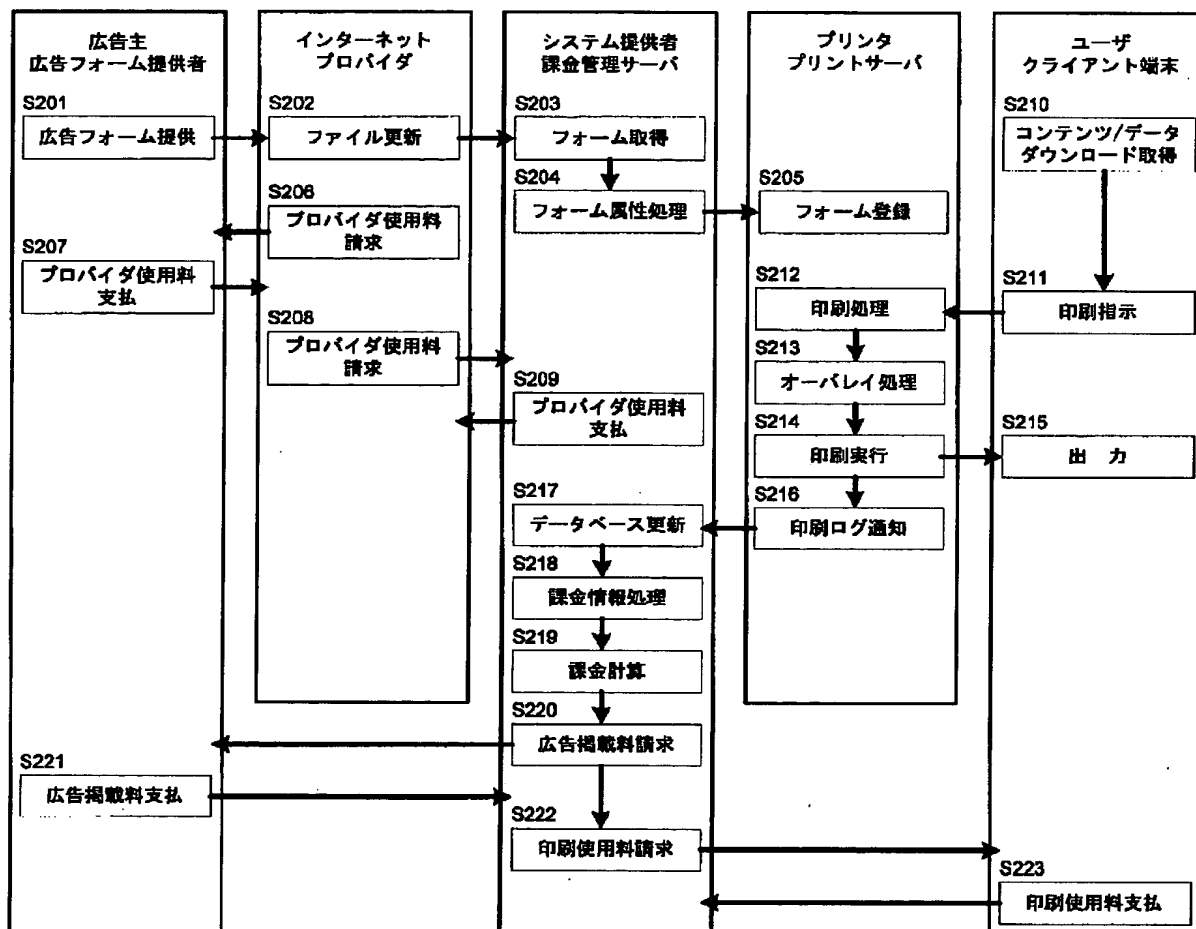 広告主
広告フォーム提供者
インターネット
プロバイダ
システム提供者
課金管理サーバ
プリンタ
プリントサーバ
ユーザ
クライアント端末
S201
広告フォーム提供
S202
ファイル更新
S203
フォーム取得
S210
コンテンツ/データ
ダウンロード取得
S204
フォーム属性処理
S205
フォーム登録
S206
プロバイダ使用料
請求
S207
プロバイダ使用料
支払
S212
印刷処理
S211
印刷指示
S208
プロバイダ使用料
請求
S213
オーバレイ処理
S209
プロバイダ使用料
支払
S214
印刷実行
S215
出 力
S217
データベース更新
S216
印刷ログ通知
S218
課金情報処理
S219
課金計算
S220
広告掲載料請求
S221
広告掲載料支払
S222
印刷使用料請求
S223
印刷使用料支払